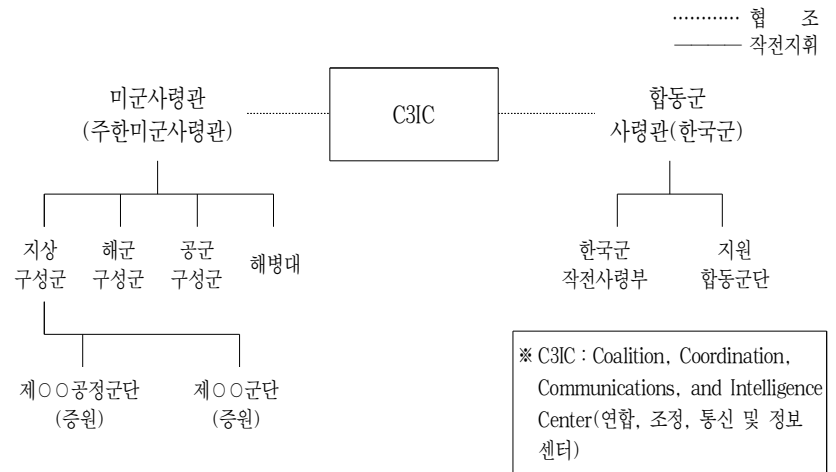 ············ 협 조
———— 작전지휘
미군사령관
(주한미군사령관)
C3IC
합동군
사령관(한국군)
지상
구성군
해군
구성군
공군
구성군
해병대
한국군
작전사령부
지원
합동군단
제○○공정군단
(증원)
제○○군단
(증원)
※ C3IC : Coalition, Coordination,
Communications, and Intelligence
Center(연합, 조정, 통신 및 정보
센터)